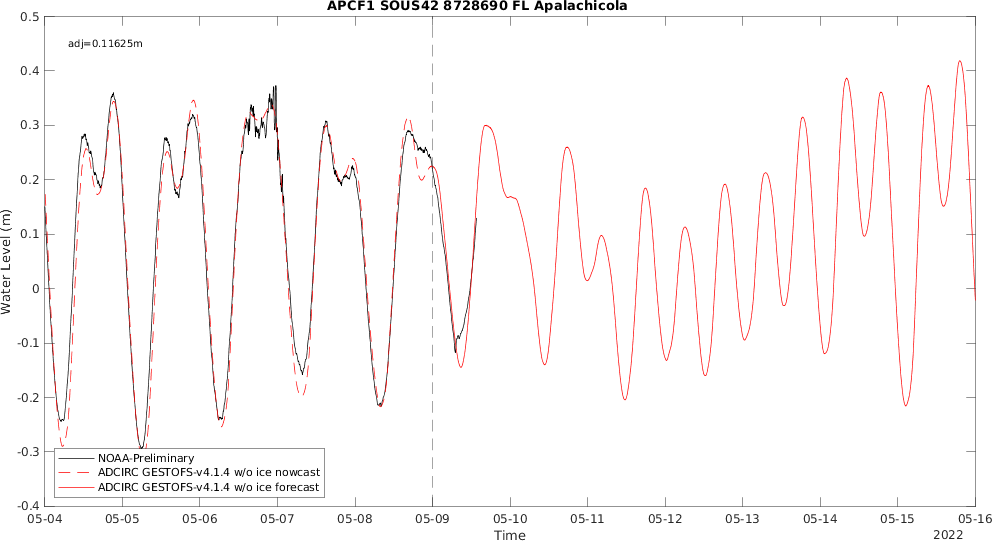 APCF1 SOUS42 8728690 FL Apalachicola
adj=0.11625m
0.5
0.4
0.3
0.2
0.1
0
-0.1
-0.2
-0.3
-0.4
Water Level (m)
NOAA-Preliminary
ADCIRC GESTOFS-v4.1.4 w/o ice nowcast
ADCIRC GESTOFS-v4.1.4 w/o ice forecast
05-04 05-05 05-06 05-07 05-08 05-09 05-10 05-11 05-12 05-13 05-14 05-15 05-16
Time
2022